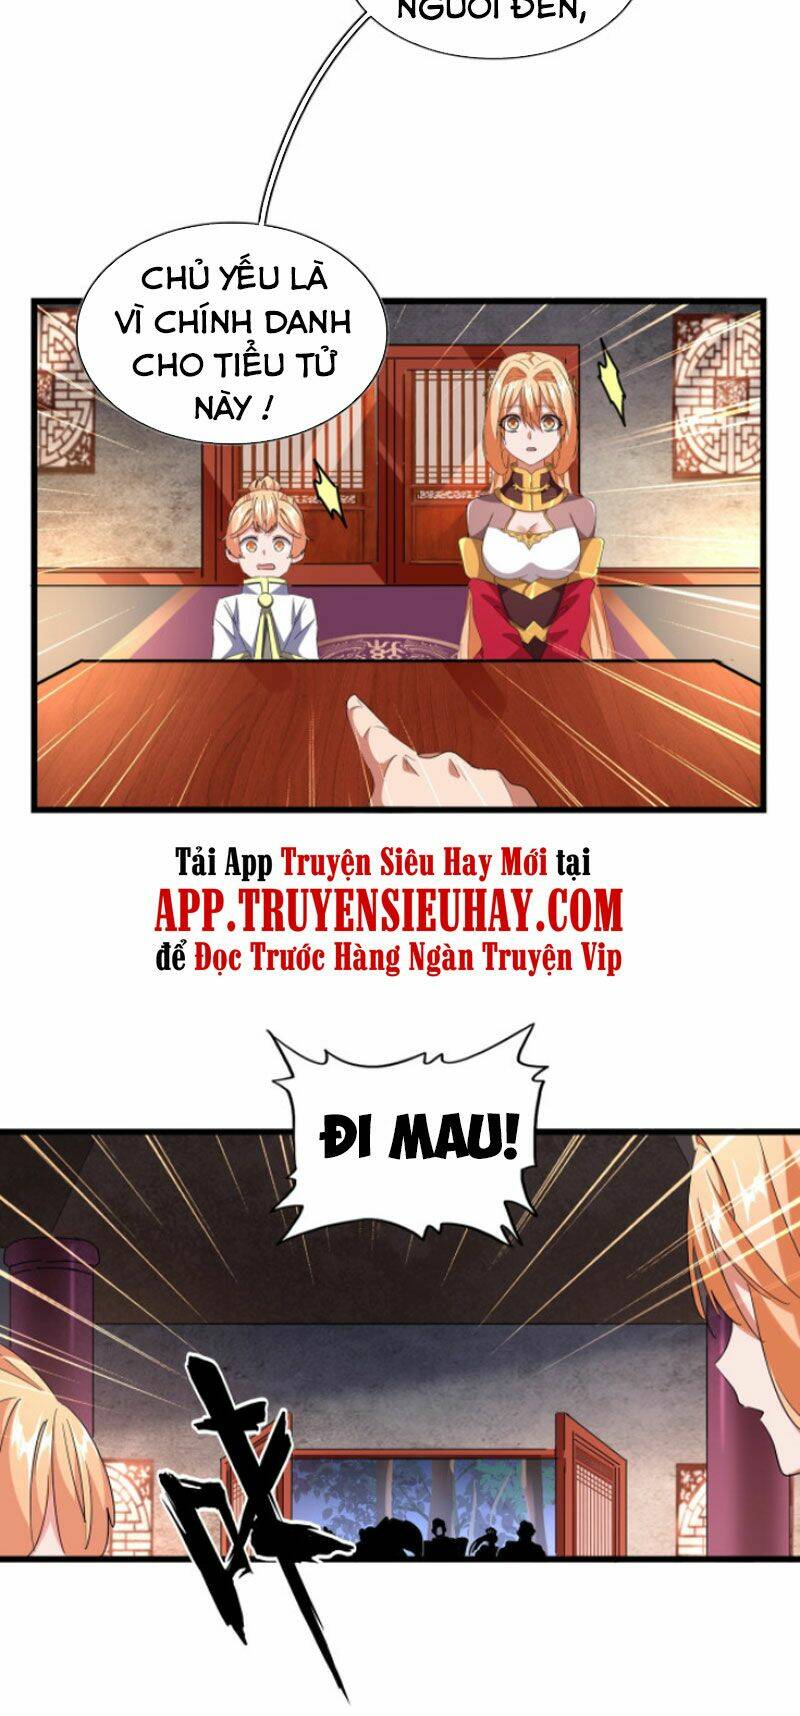 NGƯỜI ĐẾN,
CHỦ YẾU LÀ
VÌ CHÍNH DANH
CHO TIỂU TỬ
NÀY !
Tải App Truyện Siêu Hay Mới tại
APP.TRUYENSIEUHAY.COM
để Đọc Trước Hàng Ngàn Truyện Vip
ĐI MAU!